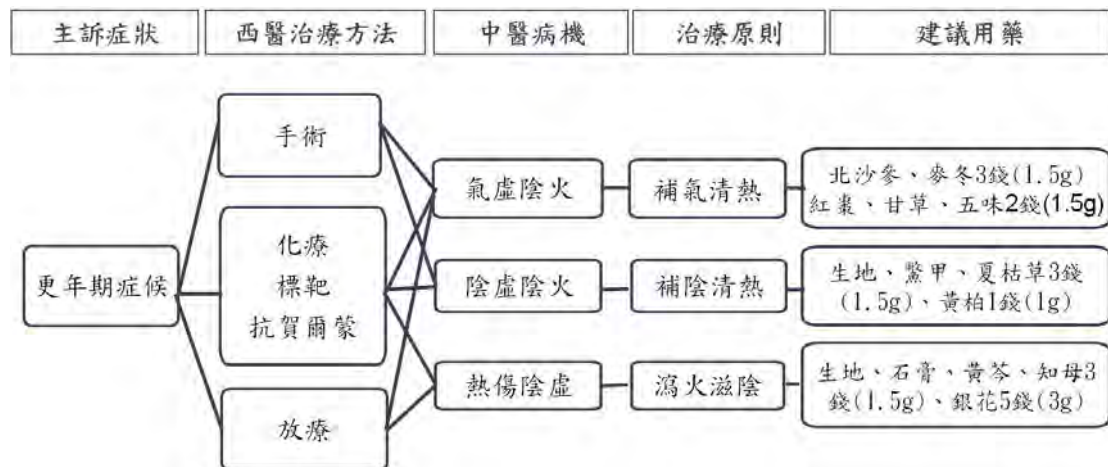 主訴症狀
西醫治療方法
中醫病機
治療原則
建議用藥
更年期症候
手術
化療
標靶
抗賀爾蒙
放療
氣虛陰火
陰虛陰火
熱傷陰虛
補氣清熱
補陰清熱
瀉火滋陰
北沙參、麥冬3錢(1.5g)
紅棗、甘草、五味2錢(1.5g)
生地、鱉甲、夏枯草3錢
(1.5g)、黃柏1錢(1g)
生地、石膏、黃芩、知母3
錢(1.5g)、銀花5錢(3g)